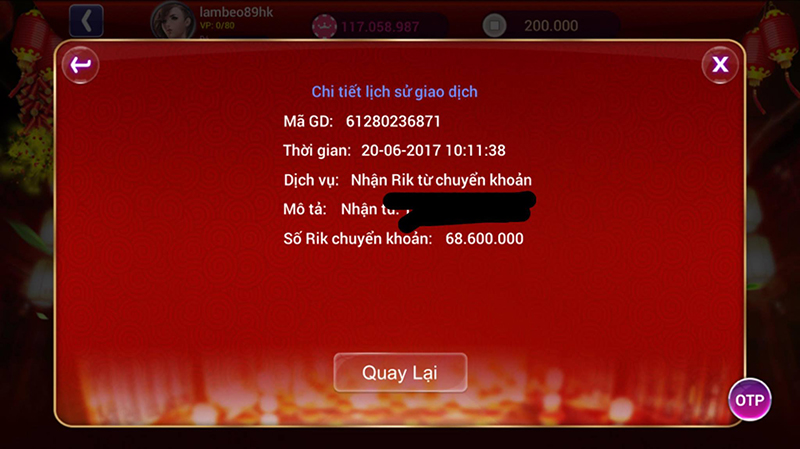 lambeo89hk
VP: 0/80
117.058.987
200.000
X
Chi tiết lịch sử giao dịch
Mã GD: 61280236871
Thời gian: 20-06-2017 10:11:38
Dịch vụ: Nhận Rik từ chuyển khoản
Mô tả: Nhận từ:
Số Rik chuyển khoản: 68.600.000
Quay Lại
OTP